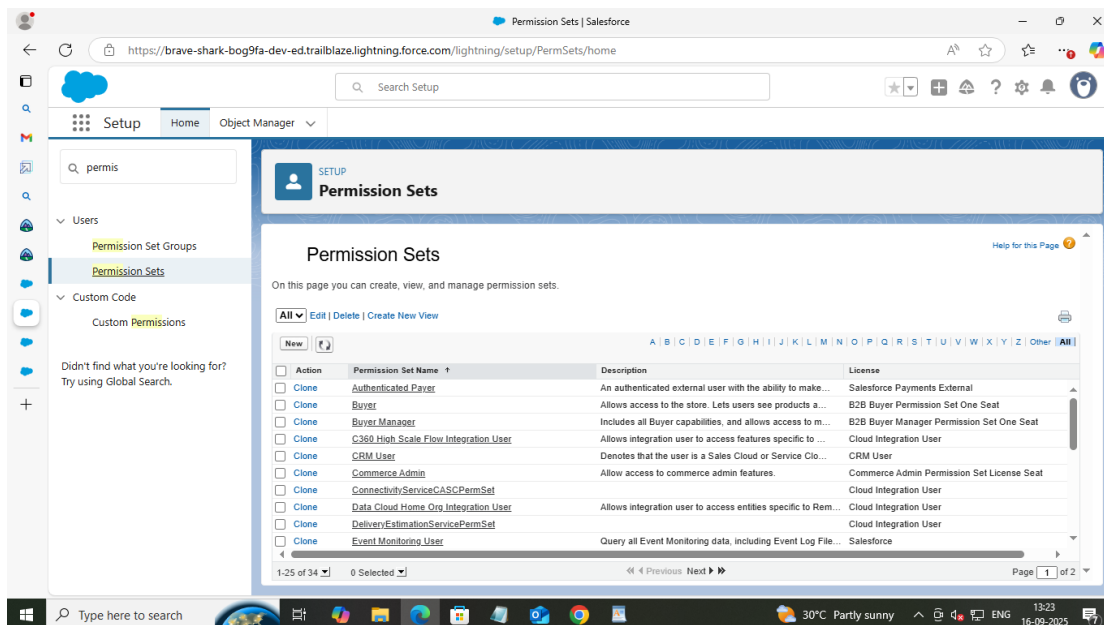 Permission Sets | Salesforce
https://brave-shark-bog9fa-dev-ed.trailblaze.lightning.force.com/lightning/setup/PermSets/home
Search Setup
Setup Home Object Manager
permis
Users
Permission Set Groups
Permission Sets
Custom Code
Custom Permissions
Didn't find what you're looking for?
Try using Global Search.
SETUP
Permission Sets
Permission Sets
Help for this Page
On this page you can create, view, and manage permission sets.
All Edit | Delete | Create New View
New A | B | C | D | E | F | G | H | I | J | K | L | M | N | O | P | Q | R | S | T | U | V | W | X | Y | Z | Other All
Action Permission Set Name ↑ Description License
Clone Authenticated Payer An authenticated external user with the ability to make... Salesforce Payments External
Clone Buyer Allows access to the store. Lets users see products a... B2B Buyer Permission Set One Seat
Clone Buyer Manager Includes all Buyer capabilities, and allows access to m... B2B Buyer Manager Permission Set One Seat
Clone C360 High Scale Flow Integration User Allows integration user to access features specific to ... Cloud Integration User
Clone CRM User Denotes that the user is a Sales Cloud or Service Clo... CRM User
Clone Commerce Admin Allow access to commerce admin features. Commerce Admin Permission Set License Seat
Clone ConnectivityServiceCASCPermSet Cloud Integration User
Clone Data Cloud Home Org Integration User Allows integration user to access entities specific to Rem... Cloud Integration User
Clone DeliveryEstimationServicePermSet Cloud Integration User
Clone Event Monitoring User Query all Event Monitoring data, including Event Log File... Salesforce
1-25 of 34 0 Selected Previous Next Page 1 of 2
Type here to search 30°C Partly sunny ENG 13:23
16-09-2025